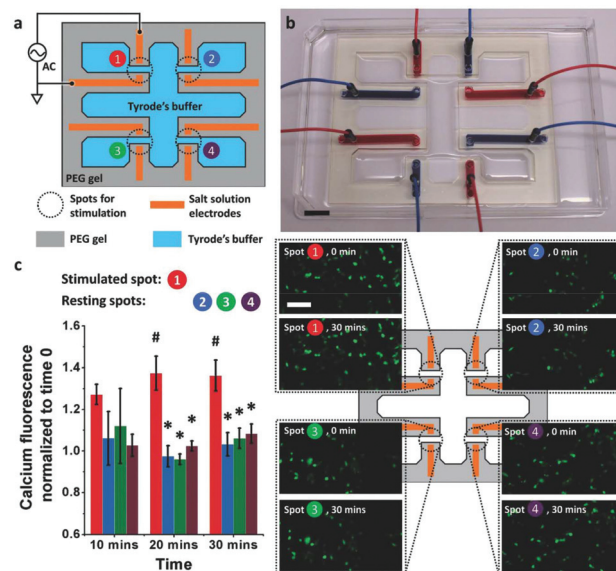 a
AC
1
2
Tyrode's buffer
3
4
PEG gel
Spots for
stimulation
Salt solution
electrodes
PEG gel
Tyrode's buffer
b
c
Stimulated spot: 1
Resting spots: 2 3 4
Calcium fluorescence
normalized to time 0
1.6
1.4
1.2
1.0
0.8
0.6
# #
* * * * * *
10 mins 20 mins 30 mins
Time
Spot 1 , 0 min
Spot 1 , 30 mins
Spot 2 , 0 min
Spot 2 , 30 mins
Spot 3 , 0 min
Spot 3 , 30 mins
Spot 4 , 0 min
Spot 4 , 30 mins